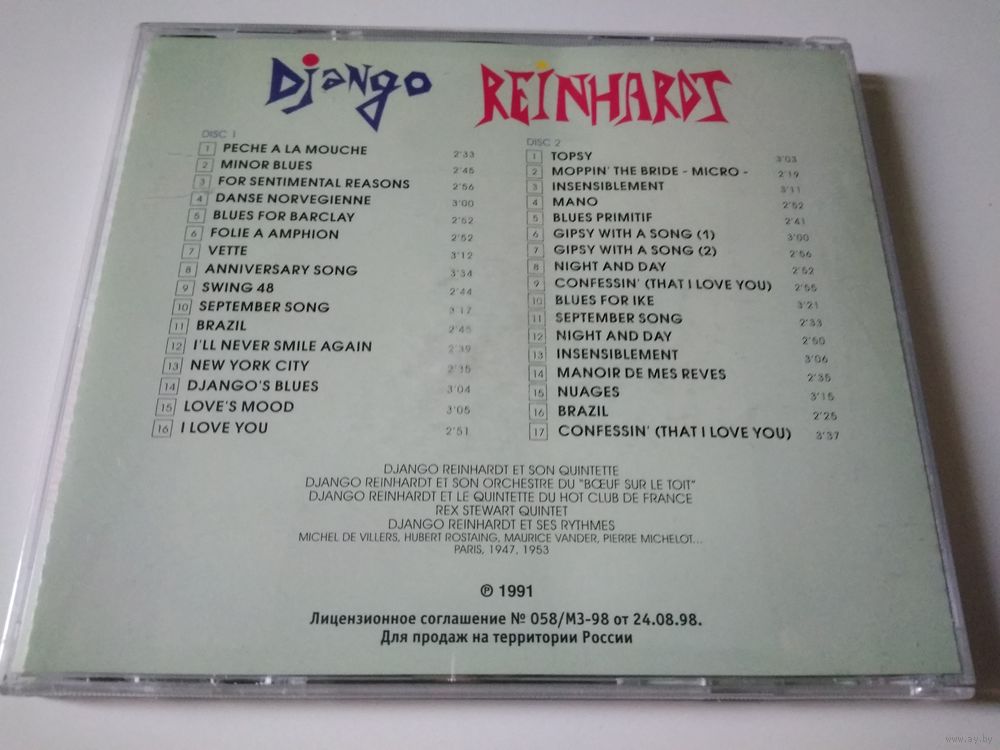 Django REINHARDT
DISC 1
1 PECHE A LA MOUCHE 2'33
2 MINOR BLUES 2'45
3 FOR SENTIMENTAL REASONS 2'56
4 DANSE NORVEGIENNE 3'00
5 BLUES FOR BARCLAY 2'52
6 FOLIE A AMPHION 2'52
7 VETTE 3'12
8 ANNIVERSARY SONG 3'34
9 SWING 48 2'44
10 SEPTEMBER SONG 3'17
11 BRAZIL 2'45
12 I'LL NEVER SMILE AGAIN 2'39
13 NEW YORK CITY 2'35
14 DJANGO'S BLUES 3'04
15 LOVE'S MOOD 3'05
16 I LOVE YOU 2'51
DISC 2
1 TOPSY 3'03
2 MOPPIN' THE BRIDE - MICRO - 2'19
3 INSENSIBLEMENT 3'11
4 MANO 2'52
5 BLUES PRIMITIF 2'41
6 GIPSY WITH A SONG (1) 3'00
7 GIPSY WITH A SONG (2) 2'56
8 NIGHT AND DAY 2'52
9 CONFESSIN' (THAT I LOVE YOU) 2'55
10 BLUES FOR IKE 3'21
11 SEPTEMBER SONG 2'33
12 NIGHT AND DAY 2'50
13 INSENSIBLEMENT 3'06
14 MANOIR DE MES REVES 2'35
15 NUAGES 3'15
16 BRAZIL 2'25
17 CONFESSIN' (THAT I LOVE YOU) 3'37
DJANGO REINHARDT ET SON QUINTETTE
DJANGO REINHARDT ET SON ORCHESTRE DU "BŒUF SUR LE TOIT"
DJANGO REINHARDT ET LE QUINTETTE DU HOT CLUB DE FRANCE
REX STEWART QUINTET
DJANGO REINHARDT ET SES RYTHMES
MICHEL DE VILLERS, HUBERT ROSTAING, MAURICE VANDER, PIERRE MICHELOT...
PARIS, 1947, 1953
℗ 1991
Лицензионное соглашение № 058/МЗ-98 от 24.08.98.
Для продаж на территории России
www.ay.by